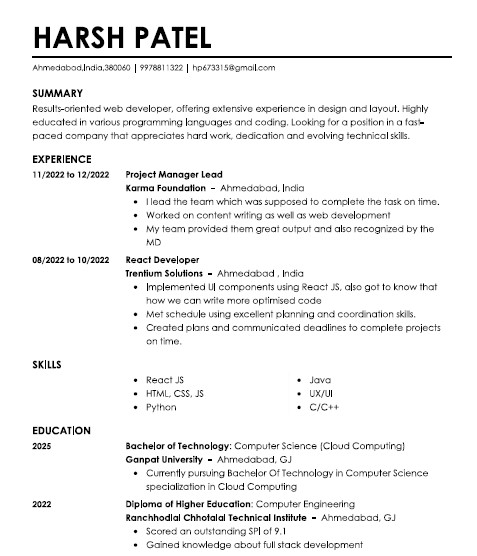 HARSH PATEL
Ahmedabad,India,380060 | 9978811322 | hp673315@gmail.com
SUMMARY
Results-oriented web developer, offering extensive experience in design and layout. Highly
educated in various programming languages and coding. Looking for a position in a fast-
paced company that appreciates hard work, dedication and evolving technical skills.
EXPERIENCE
11/2022 to 12/2022 Project Manager Lead
Karma Foundation – Ahmedabad, India
• I lead the team which was supposed to complete the task on time.
• Worked on content writing as well as web development
• My team provided them great output and also recognized by the
MD
08/2022 to 10/2022 React Developer
Trentium Solutions – Ahmedabad , India
• Implemented UI components using React JS, also got to know that
how we can write more optimised code
• Met schedule using excellent planning and coordination skills.
• Created plans and communicated deadlines to complete projects
on time.
SKILLS
• React JS
• HTML, CSS, JS
• Python
• Java
• UX/UI
• C/C++
EDUCATION
2025 Bachelor of Technology: Computer Science (Cloud Computing)
Ganpat University – Ahmedabad, GJ
• Currently pursuing Bachelor Of Technology in Computer Science
specialization in Cloud Computing
2022 Diploma of Higher Education: Computer Engineering
Ranchhodlal Chhotalal Technical Institute – Ahmedabad, GJ
• Scored an outstanding SPI of 9.1
• Gained knowledge about full stack development